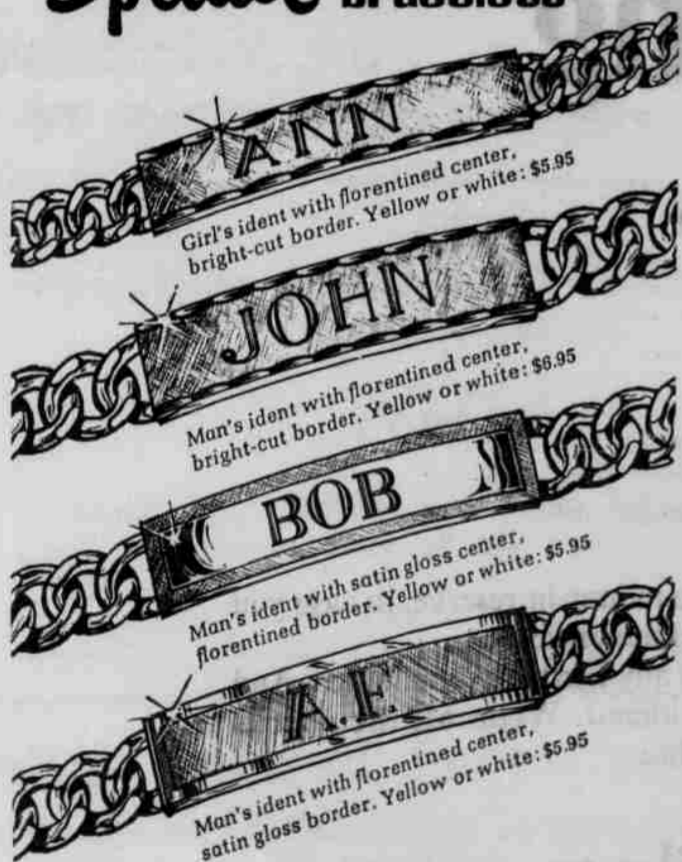 bracelets
ANN
Girl's ident with florentined center,
bright-cut border. Yellow or white: $5.95
JOHN
Man's ident with florentined center,
bright-cut border. Yellow or white: $6.95
BOB
Man's ident with satin gloss center,
florentined border. Yellow or white: $5.95
A.F.
Man's ident with florentined center,
satin gloss border. Yellow or white: $5.95